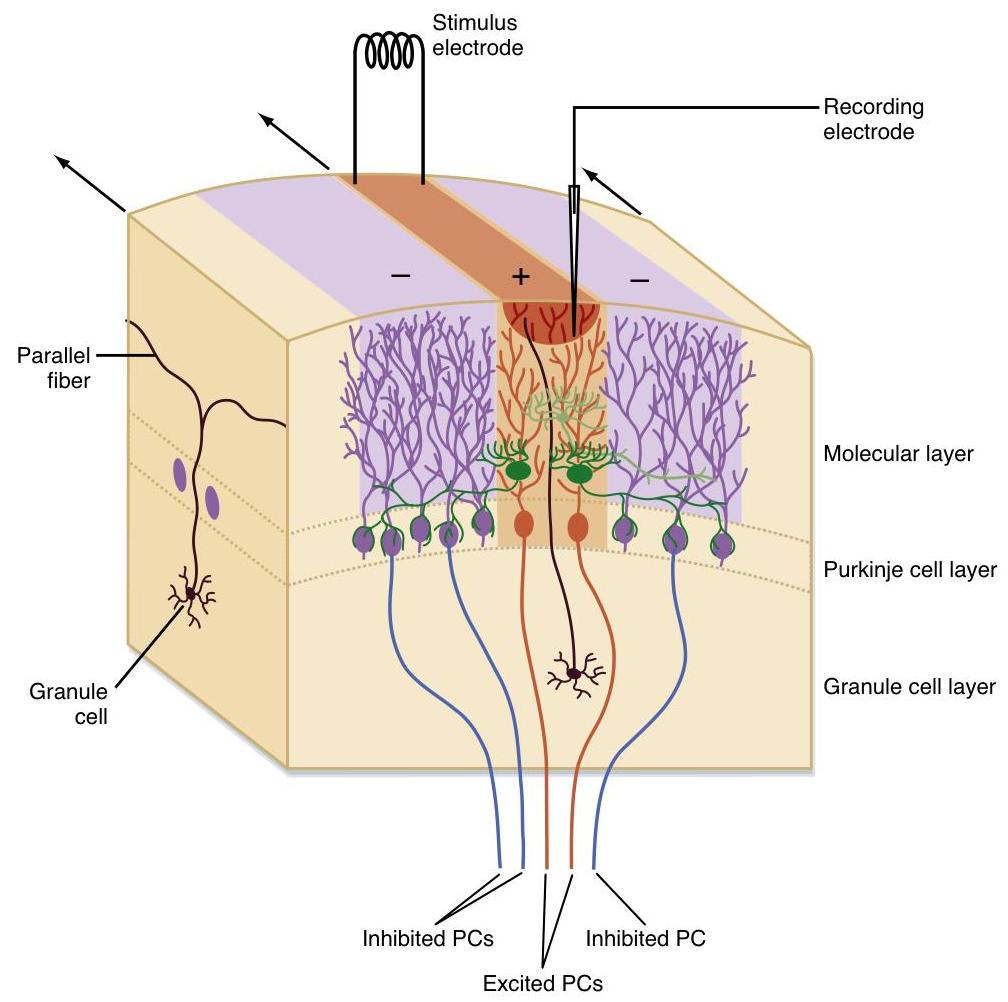 Stimulus
electrode
Recording
electrode
−
+
−
Parallel
fiber
Molecular layer
Purkinje cell layer
Granule
cell
Granule cell layer
Inhibited PCs
Inhibited PC
Excited PCs